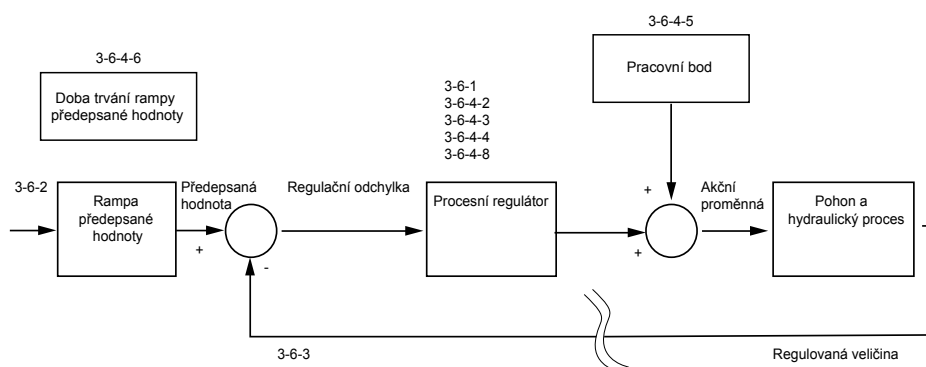 3-6-4-5
Pracovní bod
3-6-4-6
Doba trvání rampy
předepsané hodnoty
3-6-1
3-6-4-2
3-6-4-3
3-6-4-4
3-6-4-8
3-6-2
Rampa
předepsané
hodnoty
Předepsaná
hodnota
+
-
Regulační odchylka
Procesní regulátor
+
+
Akční
proměnná
Pohon a
hydraulický proces
3-6-3
Regulovaná veličina